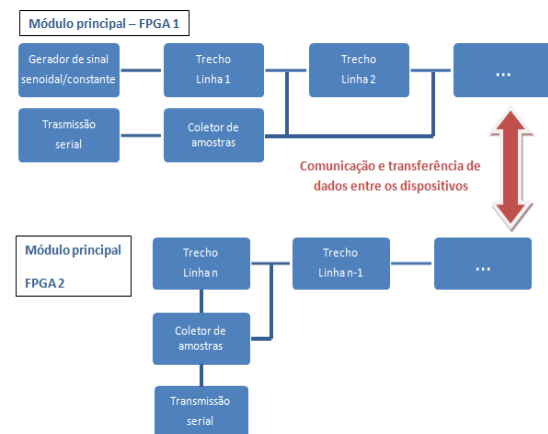 Módulo principal – FPGA 1
Gerador de sinal
senoidal/constante
Trecho
Linha 1
Trecho
Linha 2
...
Trasmissão
serial
Coletor de
amostras
Comunicação e transferência de
dados entre os dispositivos
Módulo principal
FPGA 2
Trecho
Linha n
Trecho
Linha n-1
...
Coletor de
amostras
Transmissão
serial